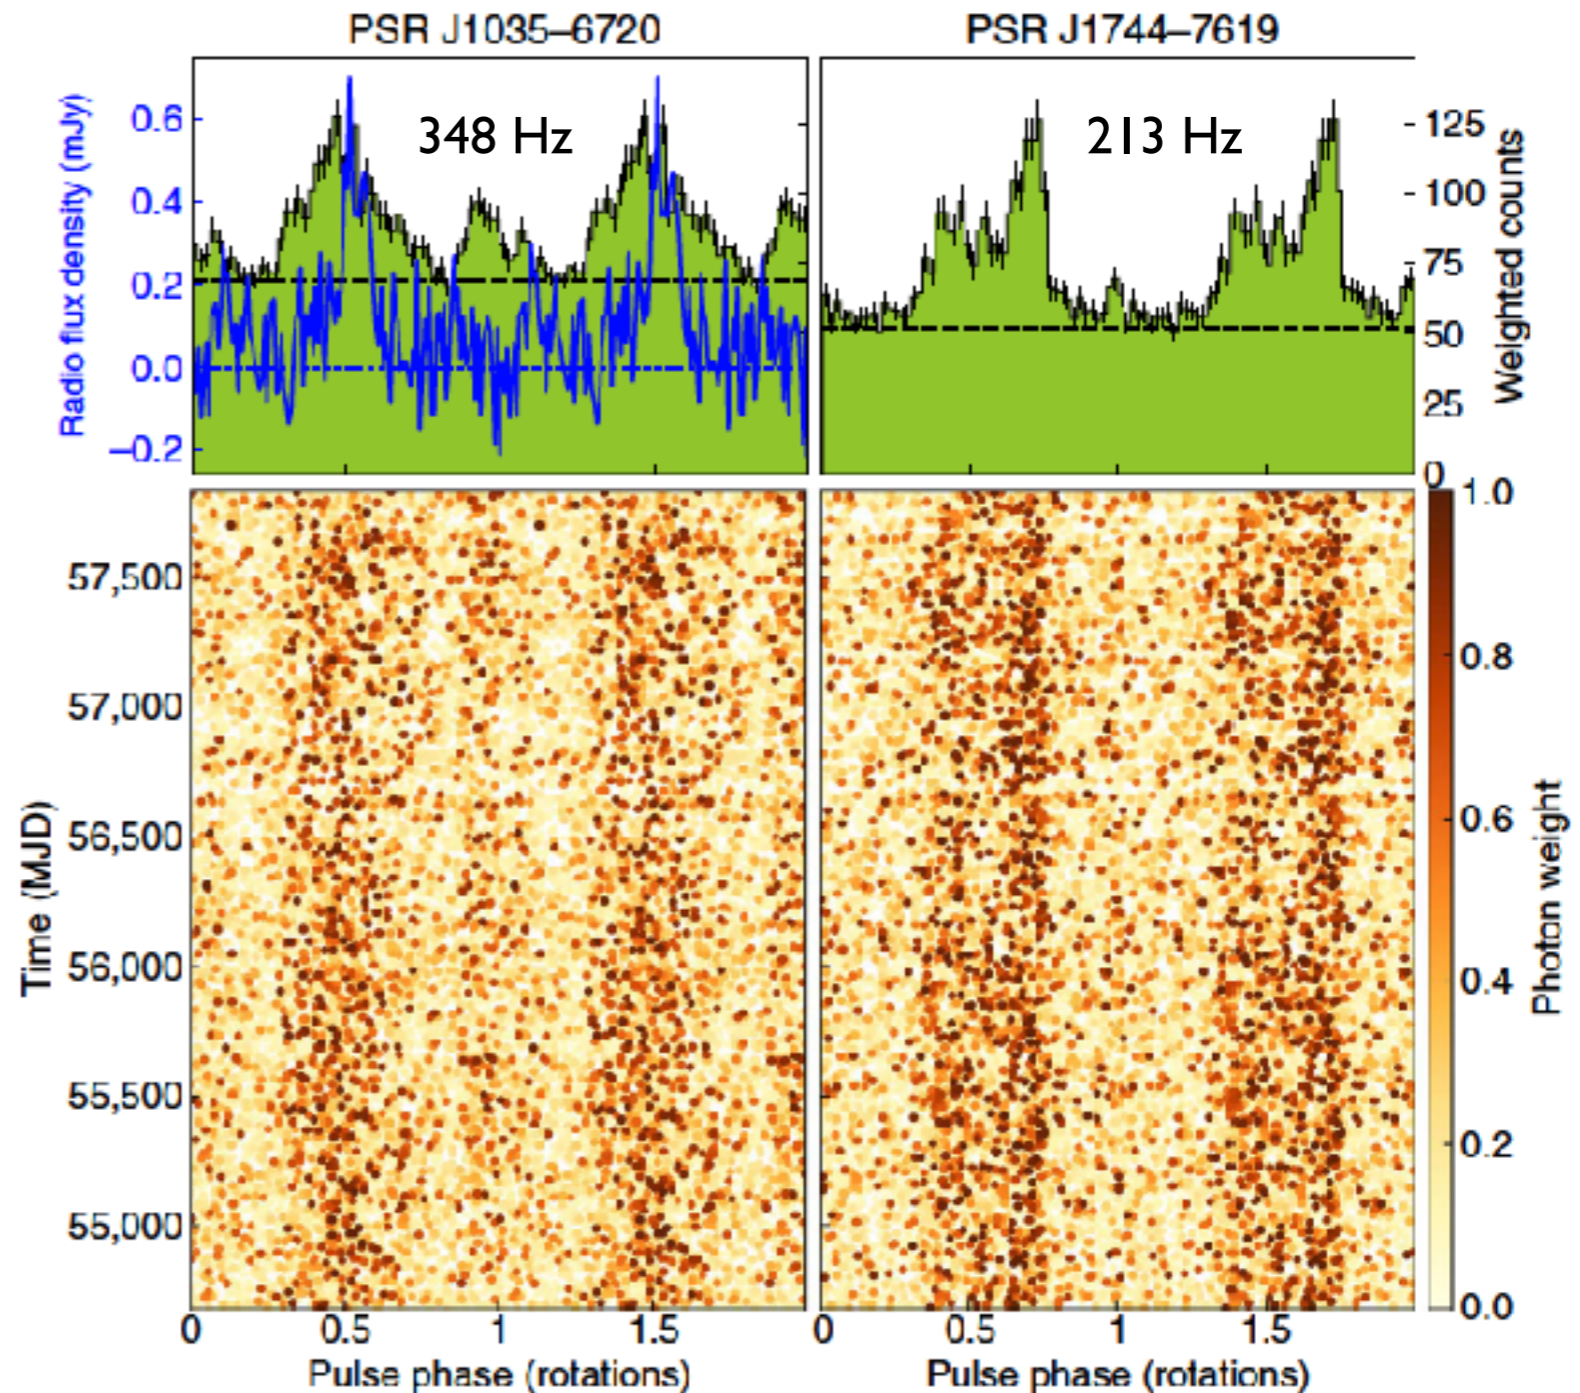 PSR J1035–6720
PSR J1744–7619
Radio flux density (mJy)
0.6
0.4
0.2
0.0
–0.2
348 Hz
213 Hz
125
100
75
50
25
0
Weighted counts
Time (MJD)
57,500
57,000
56,500
56,000
55,500
55,000
1.0
0.8
0.6
0.4
0.2
0.0
Photon weight
0 0.5 1 1.5
0 0.5 1 1.5
Pulse phase (rotations)
Pulse phase (rotations)